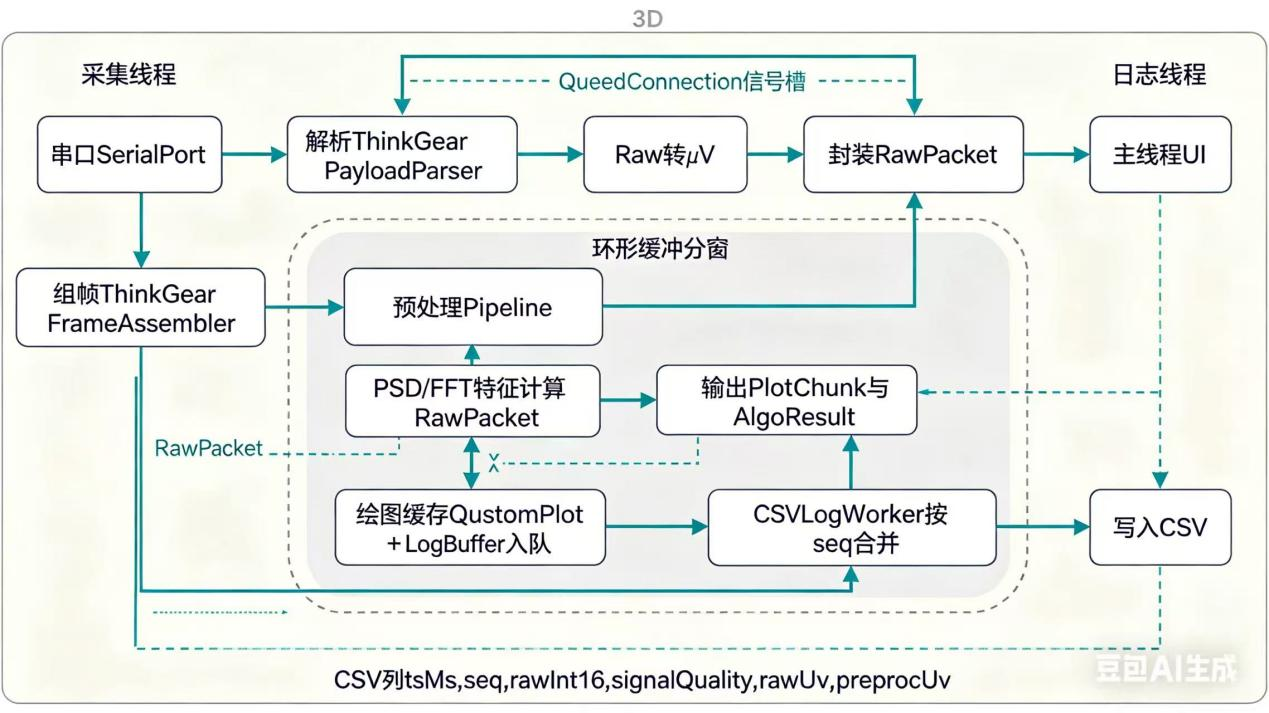 3D
采集线程
日志线程
QueedConnection信号槽
串口SerialPort
解析ThinkGear
PayloadParser
Raw转μV
封装RawPacket
主线程UI
环形缓冲分窗
组帧ThinkGear
FrameAssembler
预处理Pipeline
PSD/FFT特征计算
RawPacket
输出PlotChunk与
AlgoResult
RawPacket
绘图缓存QustomPlot
+LogBuffer入队
CSVLogWorker按
seq合并
写入CSV
CSV列tsMs,seq,rawInt16,signalQuality,rawUv,preprocUv
豆包AI生成